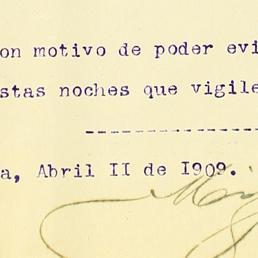 on motivo de poder evi
stas noches que vigile
--------------
a, Abril II de 1909.